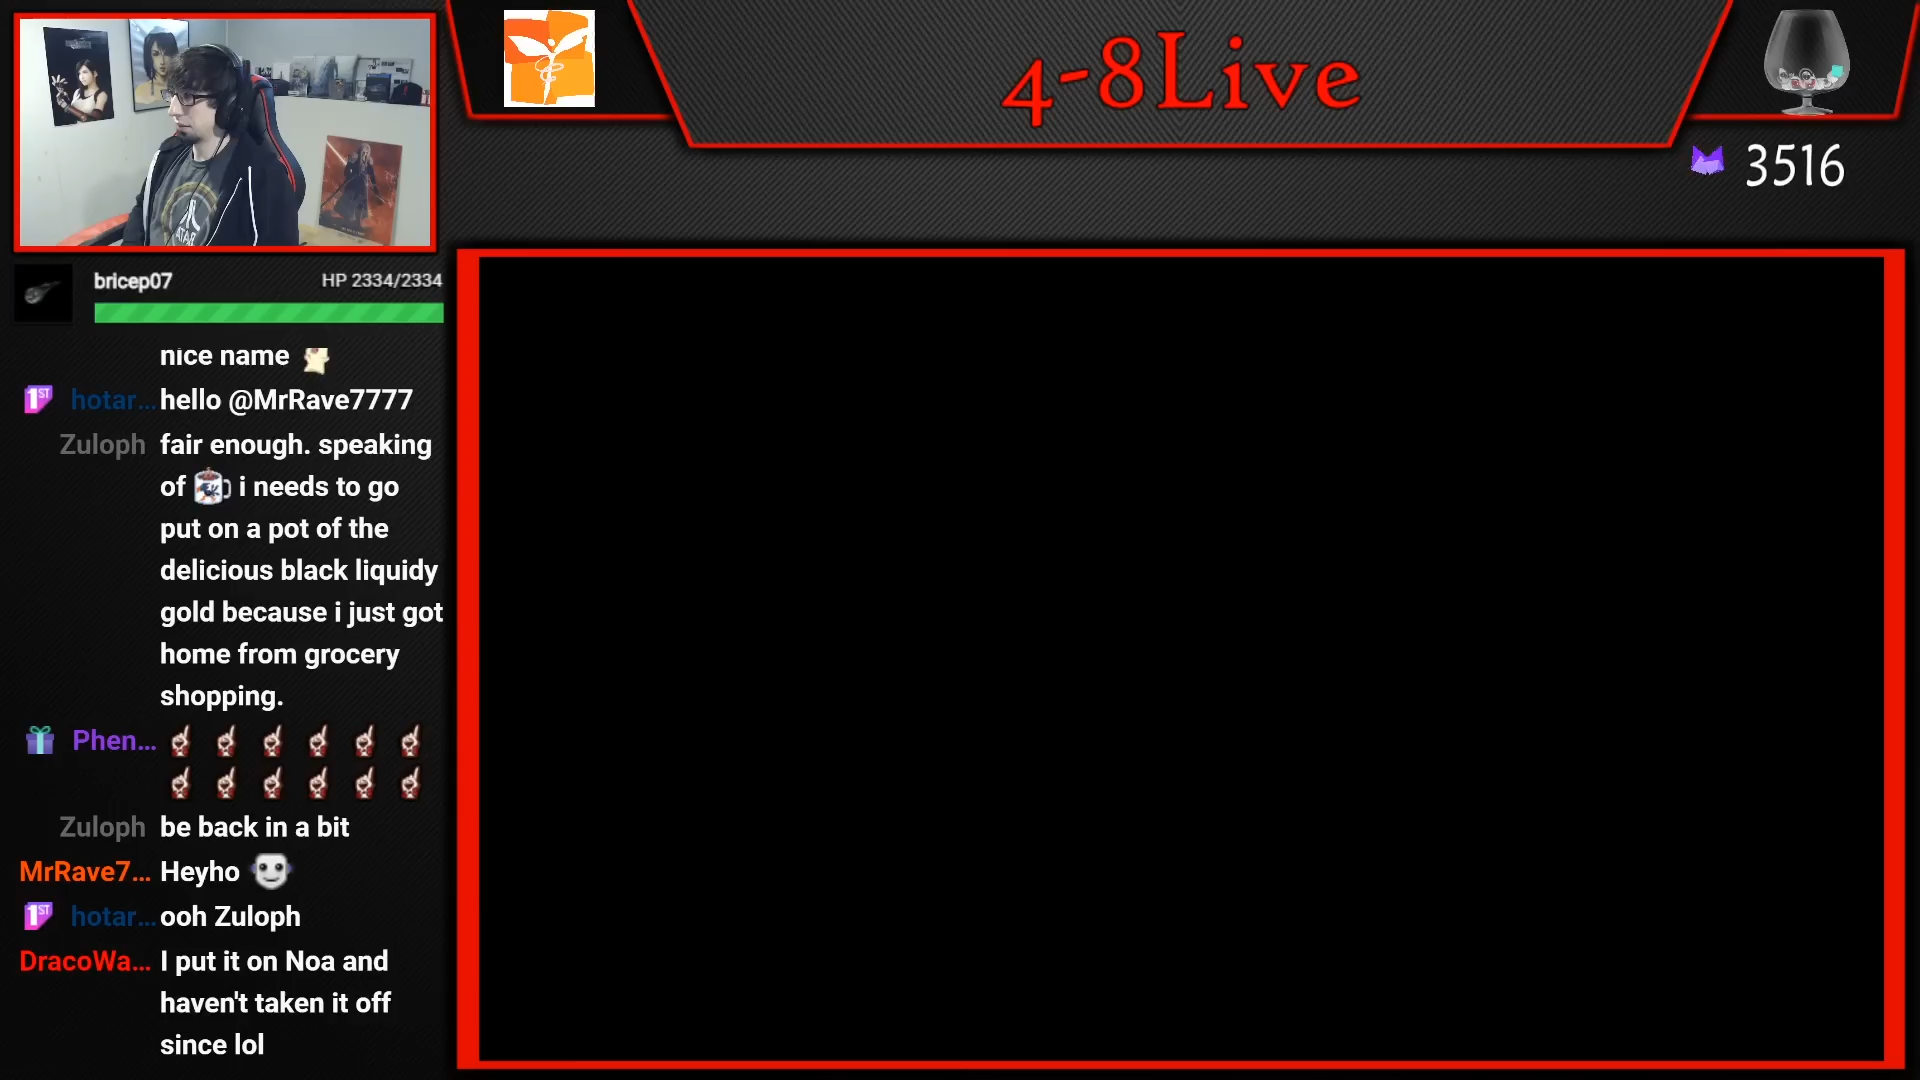 4-8Live
3516
ATARI
bricep07 HP 2334/2334
nice name
hotar... hello @MrRave7777
Zuloph fair enough. speaking
of i needs to go
put on a pot of the
delicious black liquidy
gold because i just got
home from grocery
shopping.
Phen...
Zuloph be back in a bit
MrRave7... Heyho
hotar... ooh Zuloph
DracoWa... I put it on Noa and
haven't taken it off
since lol